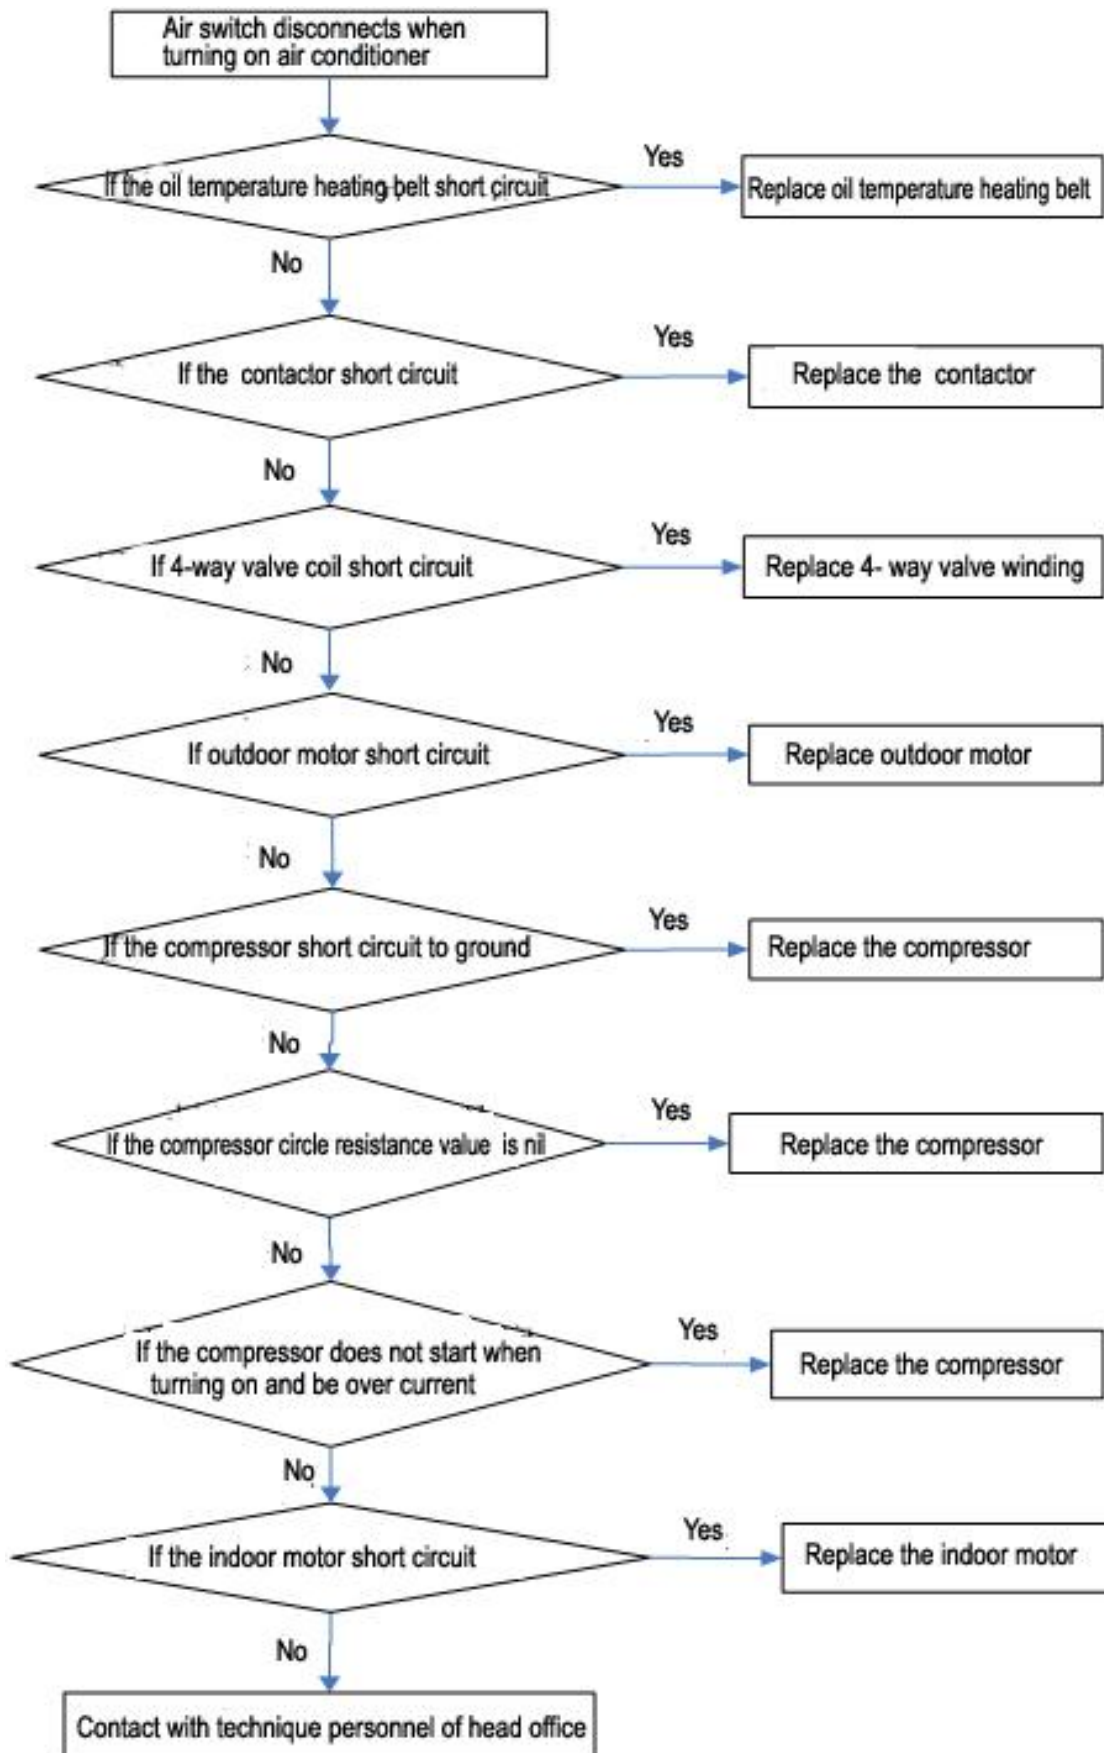 Air switch disconnects when
turning on air conditioner
If the oil temperature heating belt short circuit
Yes
Replace oil temperature heating belt
No
If the contactor short circuit
Yes
Replace the contactor
No
If 4-way valve coil short circuit
Yes
Replace 4- way valve winding
No
If outdoor motor short circuit
Yes
Replace outdoor motor
No
If the compressor short circuit to ground
Yes
Replace the compressor
No
If the compressor circle resistance value is nil
Yes
Replace the compressor
No
If the compressor does not start when
turning on and be over current
Yes
Replace the compressor
No
If the indoor motor short circuit
Yes
Replace the indoor motor
No
Contact with technique personnel of head office